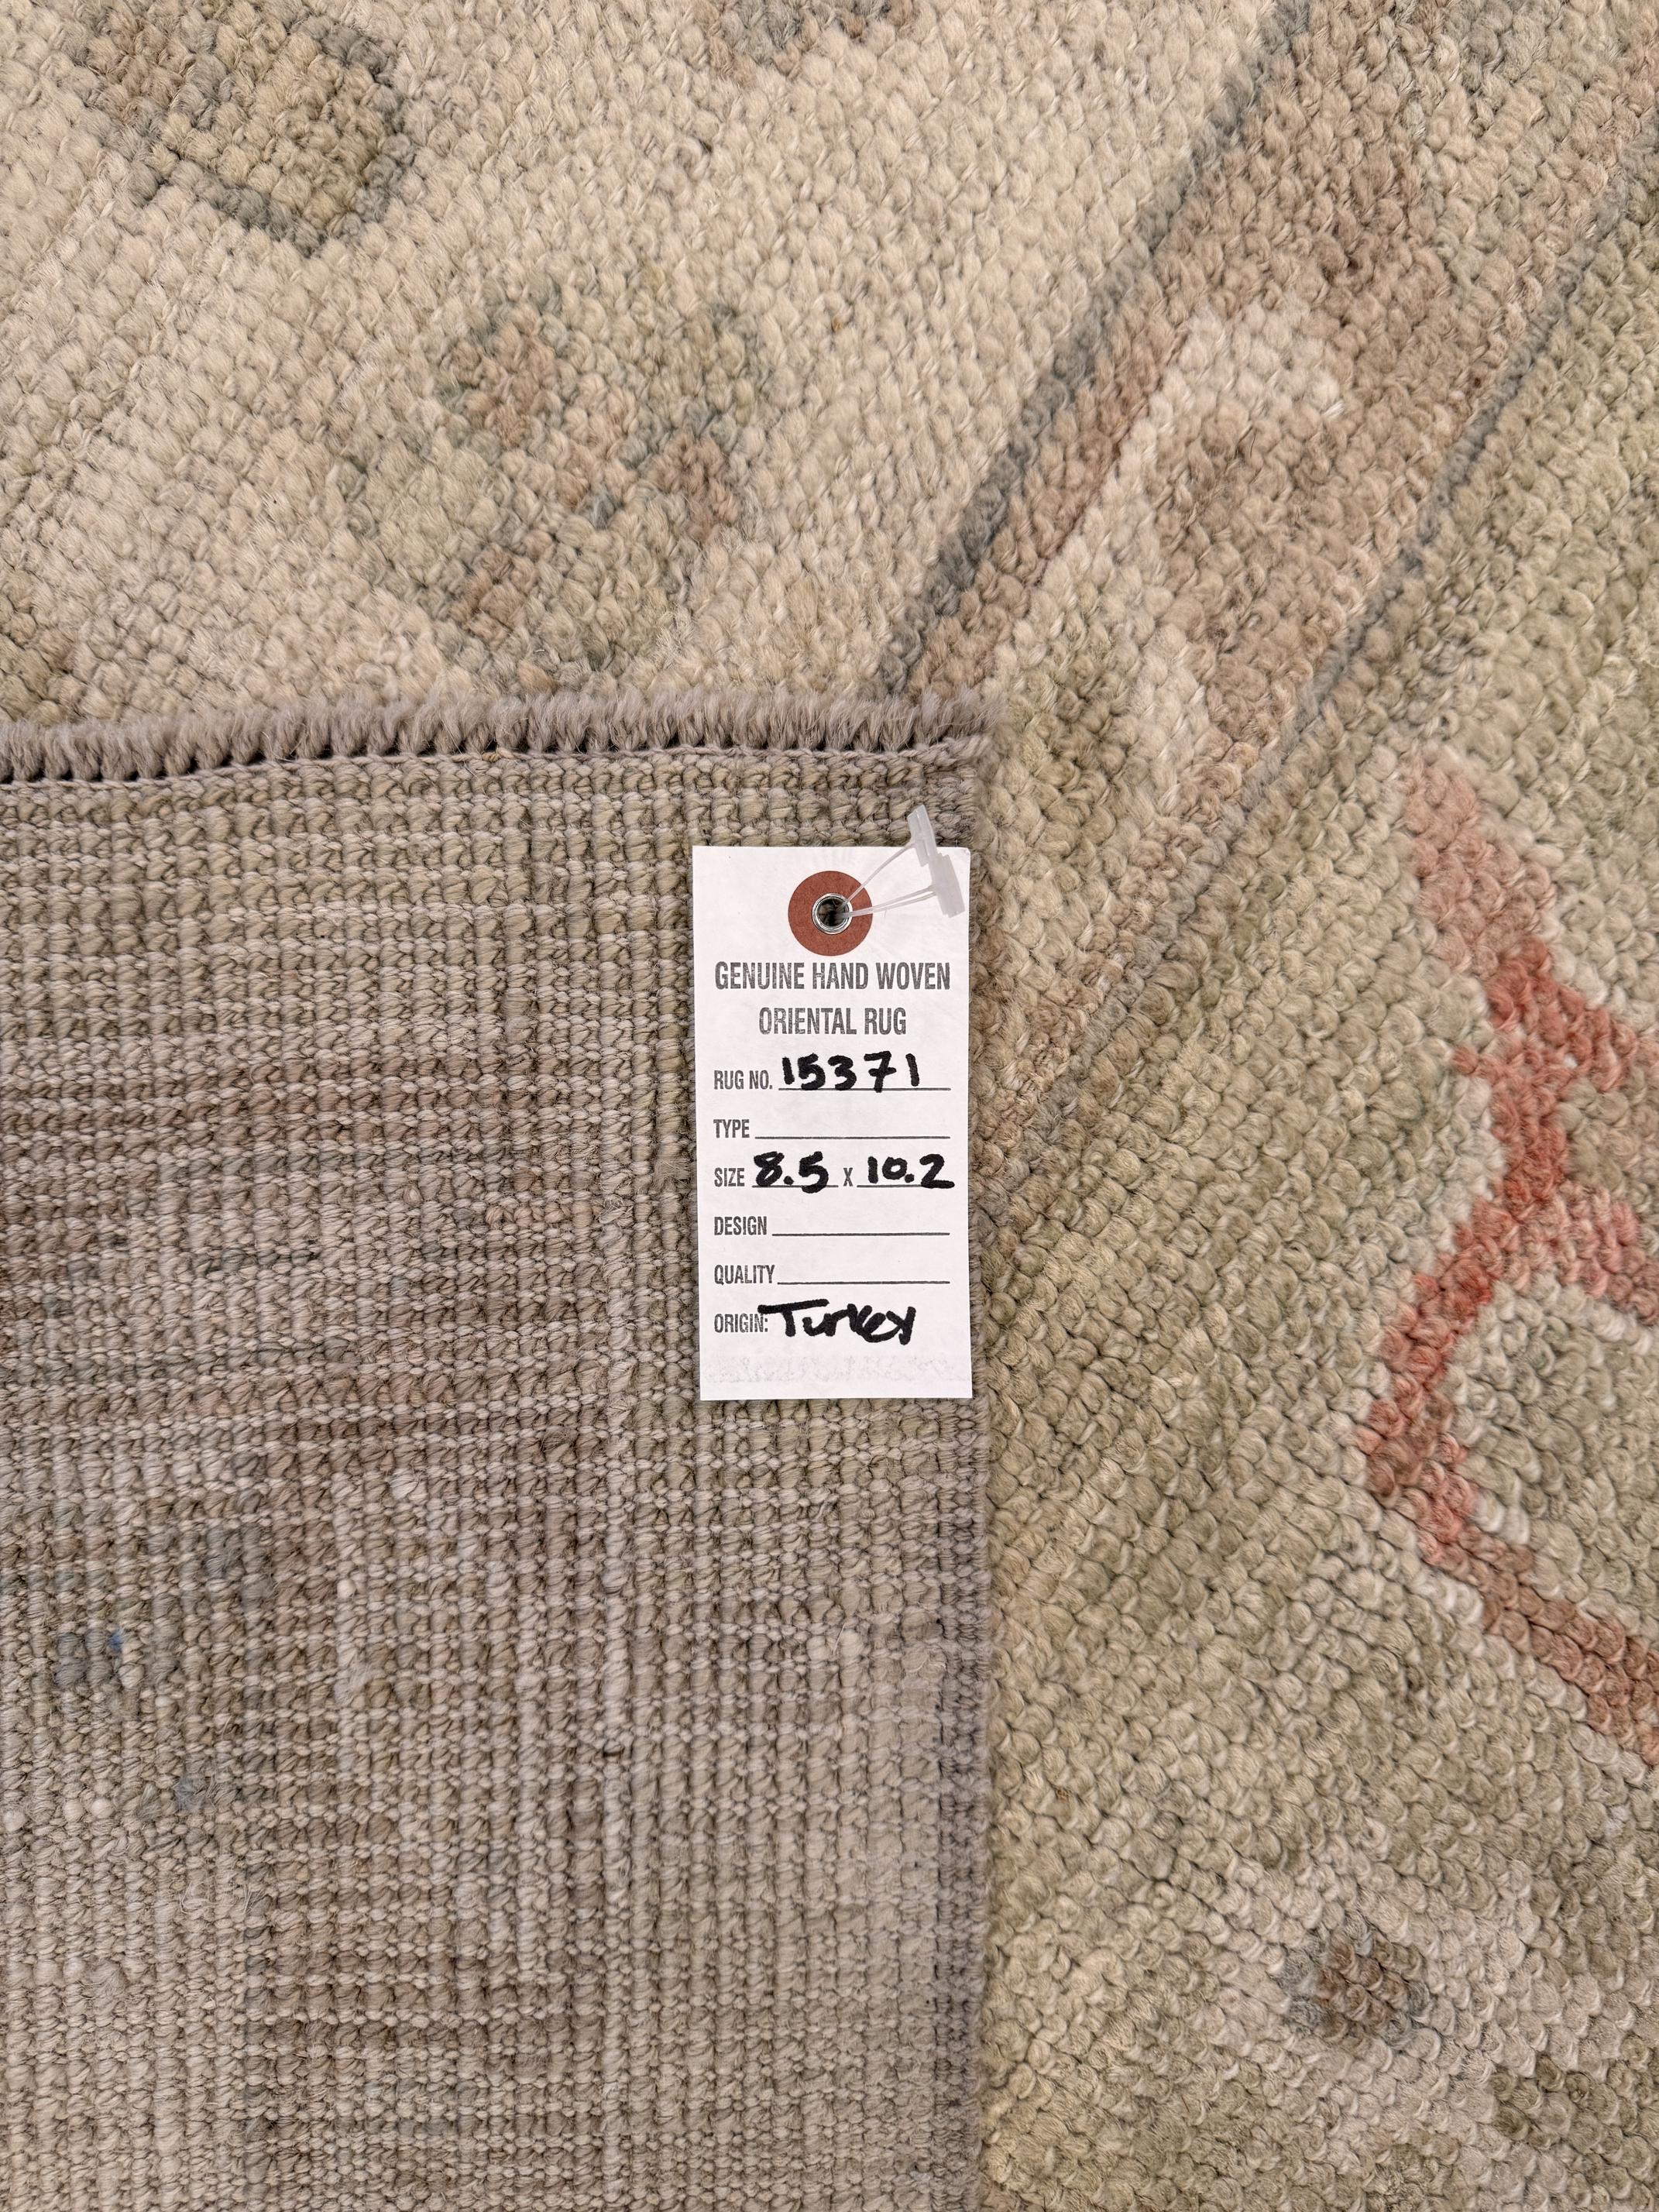 GENUINE HAND WOVEN
ORIENTAL RUG
RUG NO. 15371
TYPE
SIZE 8.5 X 10.2
DESIGN
QUALITY
ORIGIN: Turkey